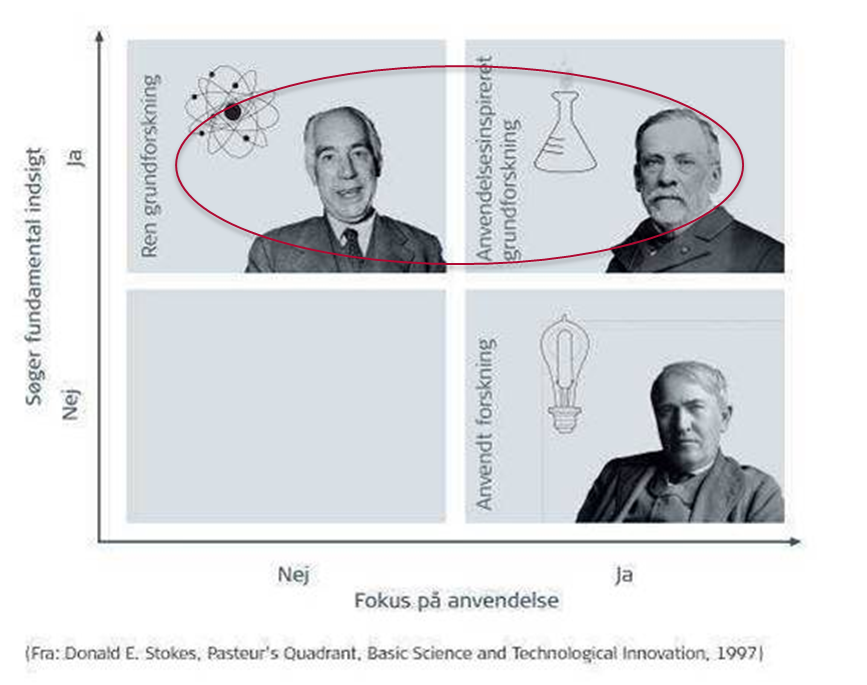 Søger fundamental indsigt
Ja
Nej
Ren grundforskning
Anvendelsesinspireret
grundforskning
Anvendt forskning
Nej
Ja
Fokus på anvendelse
(Fra: Donald E. Stokes, Pasteur's Quadrant, Basic Science and Technological Innovation, 1997)